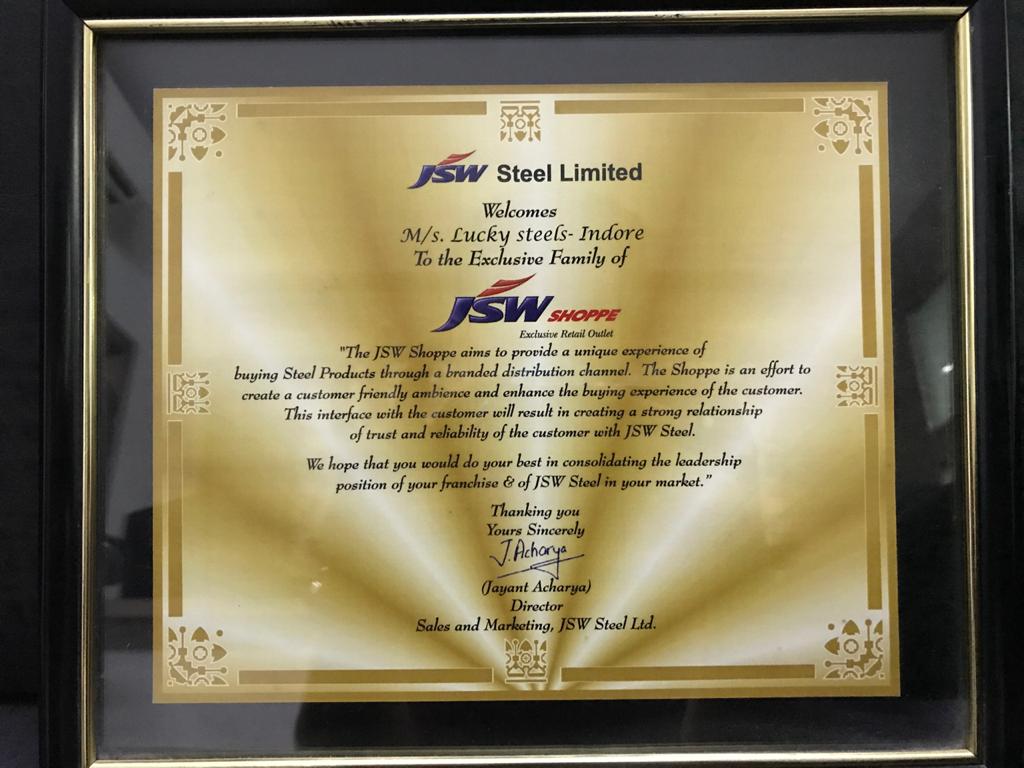 JSW Steel Limited
Welcomes
M/s. Lucky steels- Indore
To the Exclusive Family of
JSW SHOPPE
Exclusive Retail Outlet
"The JSW Shoppe aims to provide a unique experience of
buying Steel Products through a branded distribution channel. The Shoppe is an effort to
create a customer friendly ambience and enhance the buying experience of the customer.
This interface with the customer will result in creating a strong relationship
of trust and reliability of the customer with JSW Steel.
We hope that you would do your best in consolidating the leadership
position of your franchise & of JSW Steel in your market."
Thanking you
Yours Sincerely
J. Acharya
(Jayant Acharya)
Director
Sales and Marketing, JSW Steel Ltd.